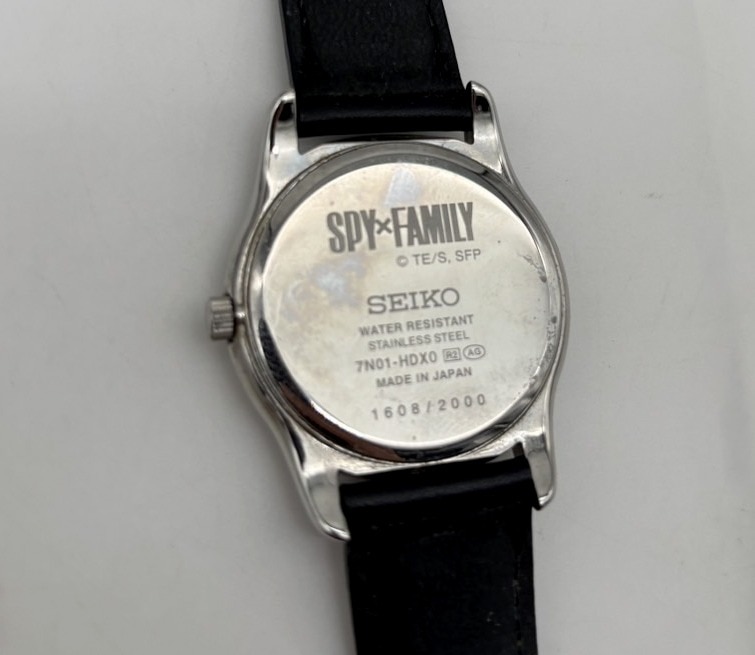 SPY×FAMILY
© TE/S, SFP
SEIKO
WATER RESISTANT
STAINLESS STEEL
7N01-HDX0 R2 AG
MADE IN JAPAN
1608/2000